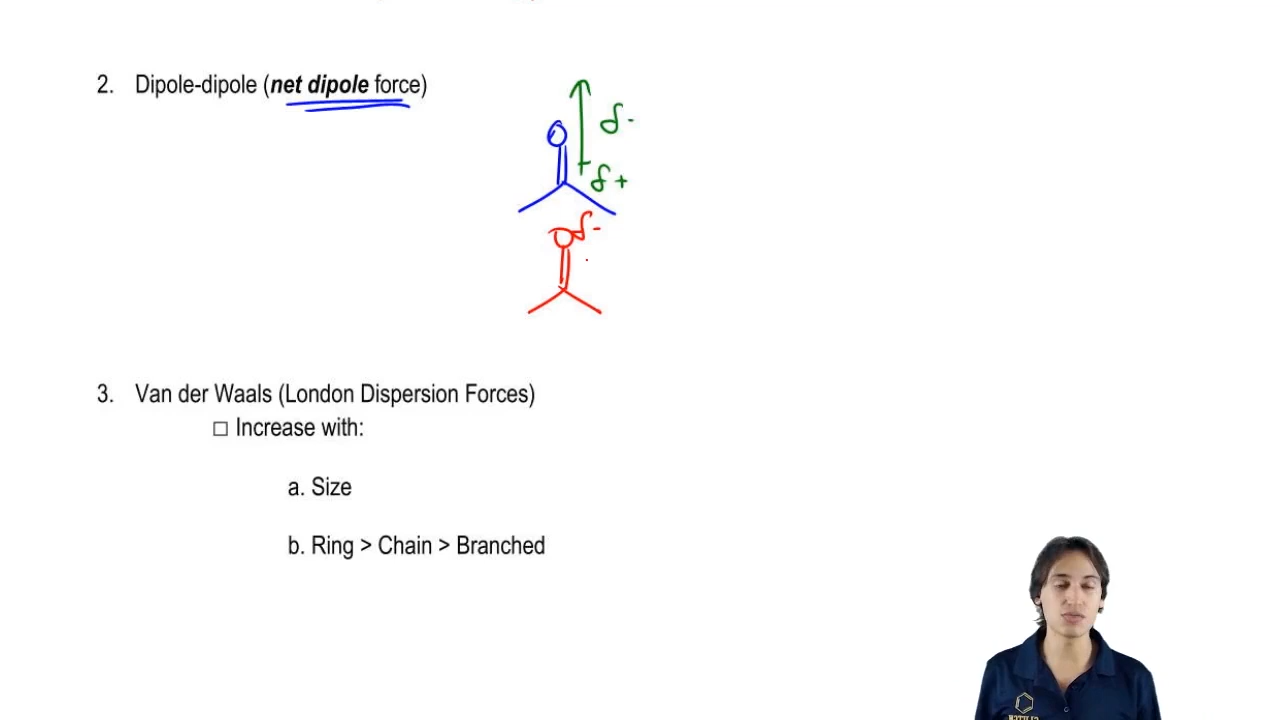 2. Dipole-dipole (net dipole force)
O
δ-
δ+
O δ-
3. Van der Waals (London Dispersion Forces)
□ Increase with:
a. Size
b. Ring > Chain > Branched